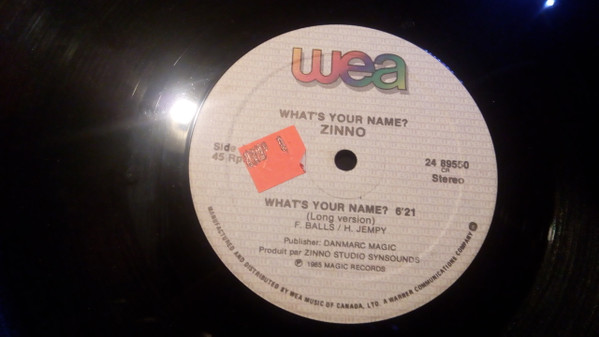 wea
WHAT'S YOUR NAME?
ZINNO
Side
45 Rp
24 89550
Stereo
WHAT'S YOUR NAME? 6'21
(Long version)
F. BALLS / H. JEMPY
Publisher: DANMARC MAGIC
Produit par ZINNO STUDIO SYNSOUNDS
℗ 1985 MAGIC RECORDS
MANUFACTURED AND DISTRIBUTED BY WEA MUSIC OF CANADA, LTD. A WARNER COMMUNICATIONS COMPANY